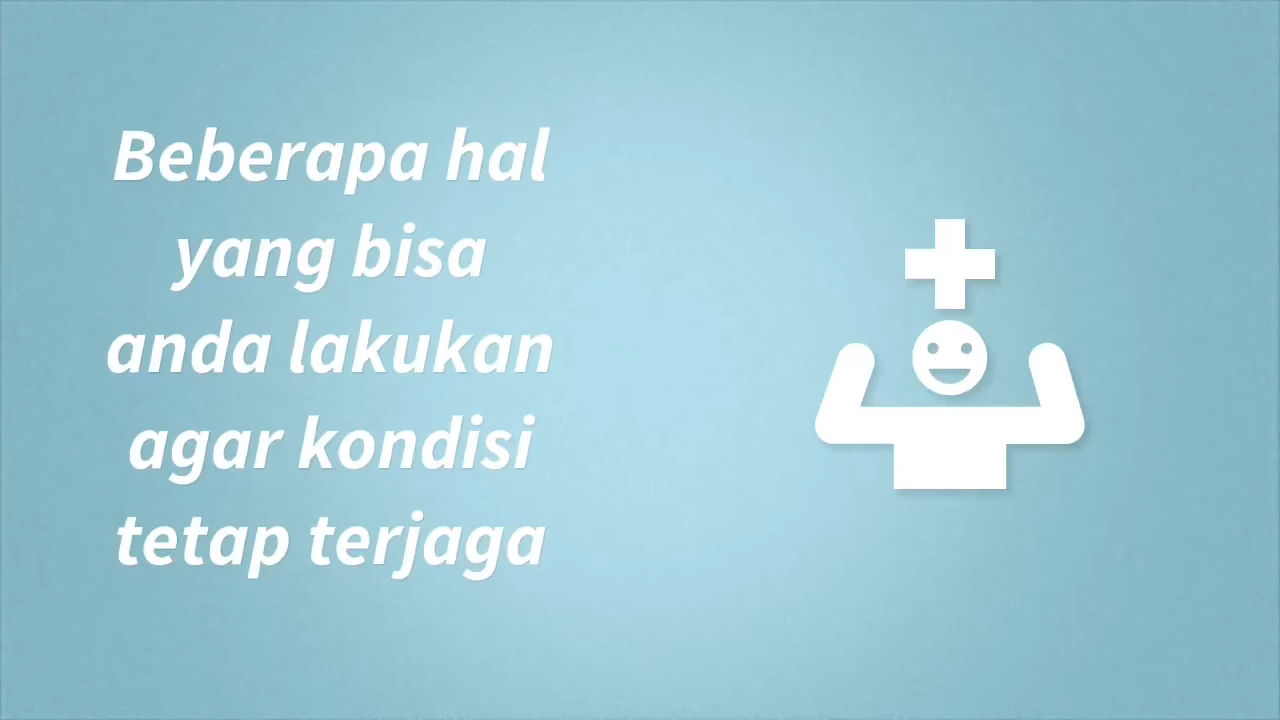 Beberapa hal
yang bisa
anda lakukan
agar kondisi
tetap terjaga